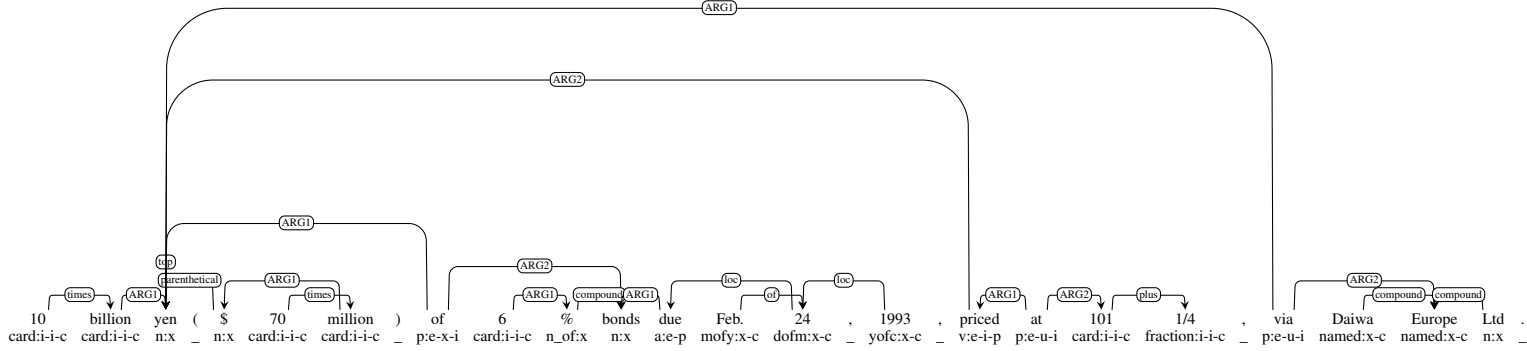 ARG1
ARG2
ARG1
top
ARG2
parenthetical ARG1 loc loc ARG2
times ARG1 times ARG1 compound ARG1 of ARG1 ARG2 plus compound compound
10 billion yen ( $ 70 million ) of 6 % bonds due Feb. 24 , 1993 , priced at 101 1/4 , via Daiwa Europe Ltd .
card:i-i-c card:i-i-c n:x _ n:x card:i-i-c card:i-i-c _ p:e-x-i card:i-i-c n_of:x n:x a:e-p mofy:x-c dofm:x-c _ yofc:x-c _ v:e-i-p p:e-u-i card:i-i-c fraction:i-i-c _ p:e-u-i named:x-c named:x-c n:x _